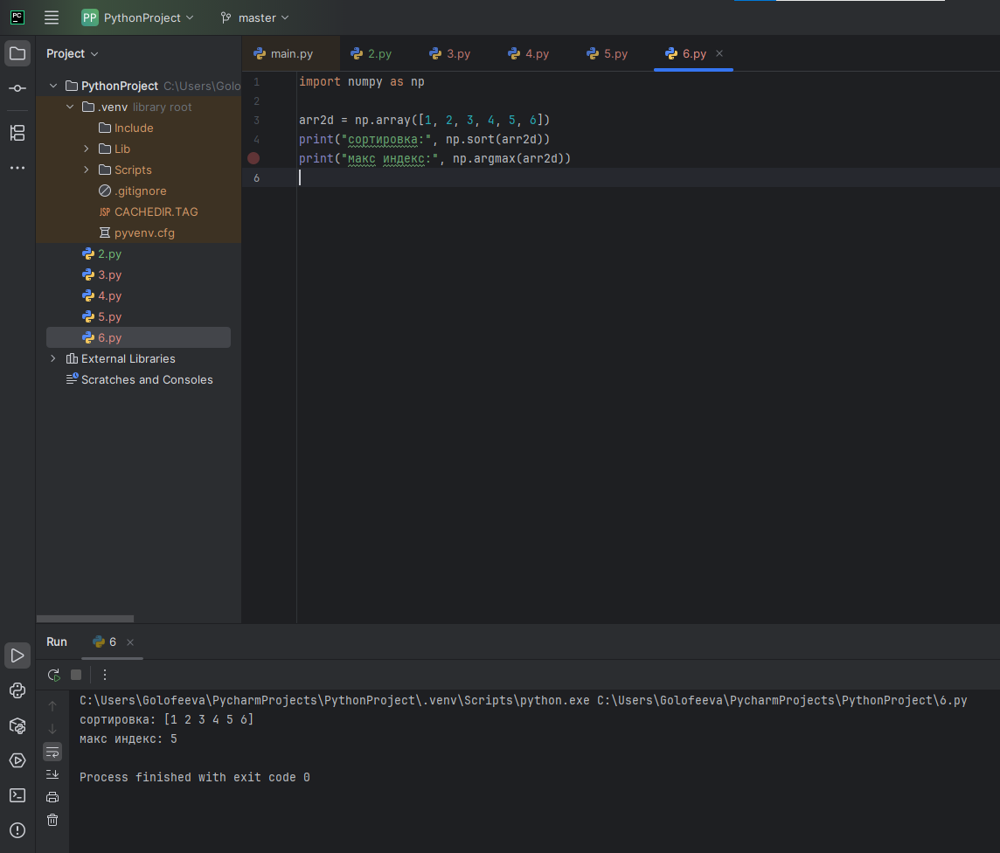 PC PP PythonProject master
Project main.py 2.py 3.py 4.py 5.py 6.py
PythonProject C:\Users\Golo
.venv library root
Include
Lib
Scripts
.gitignore
JSP CACHEDIR.TAG
pyvenv.cfg
2.py
3.py
4.py
5.py
6.py
External Libraries
Scratches and Consoles
1 import numpy as np
2
3 arr2d = np.array([1, 2, 3, 4, 5, 6])
4 print("сортировка:", np.sort(arr2d))
print("макс индекс:", np.argmax(arr2d))
6
Run 6
C:\Users\Golofeeva\PycharmProjects\PythonProject\.venv\Scripts\python.exe C:\Users\Golofeeva\PycharmProjects\PythonProject\6.py
сортировка: [1 2 3 4 5 6]
макс индекс: 5
Process finished with exit code 0